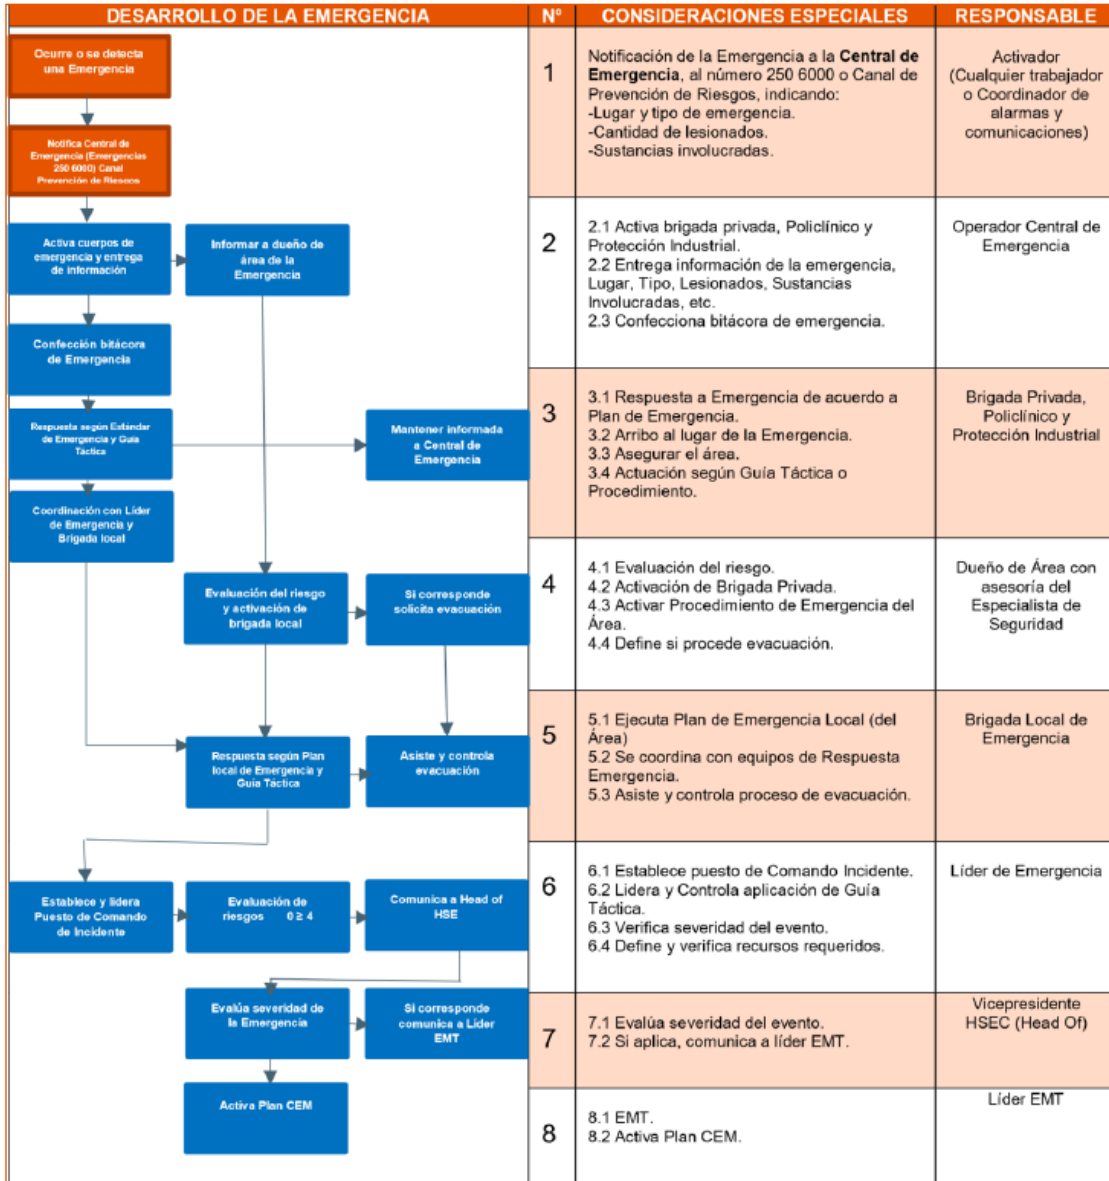 DESARROLLO DE LA EMERGENCIA
Nº
CONSIDERACIONES ESPECIALES
RESPONSABLE
Ocurre o se detecta
una Emergencia
Notifica Central de
Emergencia (Emergencias
250 6000) Canal
Prevención de Riesgos
1
Notificación de la Emergencia a la Central de
Emergencia, al número 250 6000 o Canal de
Prevención de Riesgos, indicando:
-Lugar y tipo de emergencia.
-Cantidad de lesionados.
-Sustancias involucradas.
Activador
(Cualquier trabajador
o Coordinador de
alarmas y
comunicaciones)
Activa cuerpos de
emergencia y entrega
de información
Informar a dueño de
área de la
Emergencia
Confección bitácora
de Emergencia
2
2.1 Activa brigada privada, Policlínico y
Protección Industrial.
2.2 Entrega información de la emergencia,
Lugar, Tipo, Lesionados, Sustancias
Involucradas, etc.
2.3 Confecciona bitácora de emergencia.
Operador Central de
Emergencia
Respuesta según Estándar
de Emergencia y Guía
Táctica
Mantener informada
a Central de
Emergencia
Coordinación con Líder
de Emergencia y
Brigada local
3
3.1 Respuesta a Emergencia de acuerdo a
Plan de Emergencia.
3.2 Arribo al lugar de la Emergencia.
3.3 Asegurar el área.
3.4 Actuación según Guía Táctica o
Procedimiento.
Brigada Privada,
Policlínico y
Protección Industrial
Evaluación del riesgo
y activación de
brigada local
Si corresponde
solicita evacuación
4
4.1 Evaluación del riesgo.
4.2 Activación de Brigada Privada.
4.3 Activar Procedimiento de Emergencia del
Área.
4.4 Define si procede evacuación.
Dueño de Área con
asesoría del
Especialista de
Seguridad
Respuesta según Plan
local de Emergencia y
Guía Táctica
Asiste y controla
evacuación
5
5.1 Ejecuta Plan de Emergencia Local (del
Área)
5.2 Se coordina con equipos de Respuesta
Emergencia.
5.3 Asiste y controla proceso de evacuación.
Brigada Local de
Emergencia
Establece y lidera
Puesto de Comando
de Incidente
Evaluación de
riesgos 0 ≥ 4
Comunica a Head of
HSE
6
6.1 Establece puesto de Comando Incidente.
6.2 Lidera y Controla aplicación de Guía
Táctica.
6.3 Verifica severidad del evento.
6.4 Define y verifica recursos requeridos.
Líder de Emergencia
Evalúa severidad de
la Emergencia
Si corresponde
comunica a Líder
EMT
7
7.1 Evalúa severidad del evento.
7.2 Si aplica, comunica a líder EMT.
Vicepresidente
HSEC (Head Of)
Activa Plan CEM
8
8.1 EMT.
8.2 Activa Plan CEM.
Líder EMT